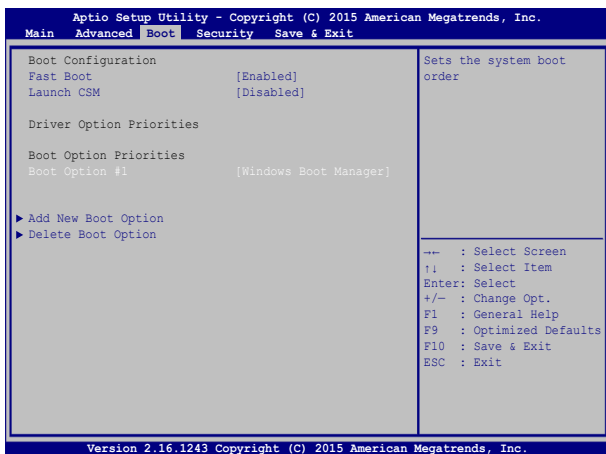 Aptio Setup Utility - Copyright (C) 2015 American Megatrends, Inc.
Main Advanced Boot Security Save & Exit
Boot Configuration
Fast Boot [Enabled]
Launch CSM [Disabled]
Driver Option Priorities
Boot Option Priorities
Boot Option #1 [Windows Boot Manager]
▶ Add New Boot Option
▶ Delete Boot Option
Sets the system boot
order
→← : Select Screen
↑↓ : Select Item
Enter: Select
+/— : Change Opt.
F1 : General Help
F9 : Optimized Defaults
F10 : Save & Exit
ESC : Exit
Version 2.16.1243 Copyright (C) 2015 American Megatrends, Inc.